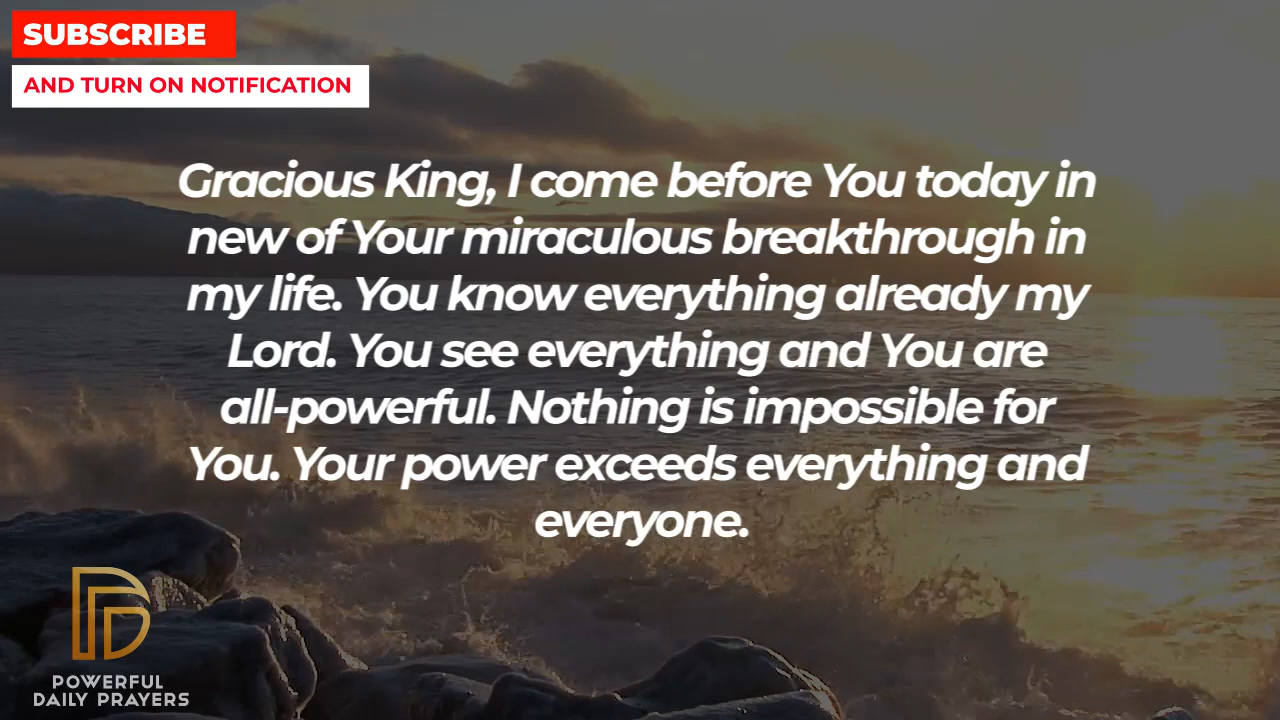 SUBSCRIBE
AND TURN ON NOTIFICATION
Gracious King, I come before You today in
new of Your miraculous breakthrough in
my life. You know everything already my
Lord. You see everything and You are
all-powerful. Nothing is impossible for
You. Your power exceeds everything and
everyone.
POWERFUL
DAILY PRAYERS